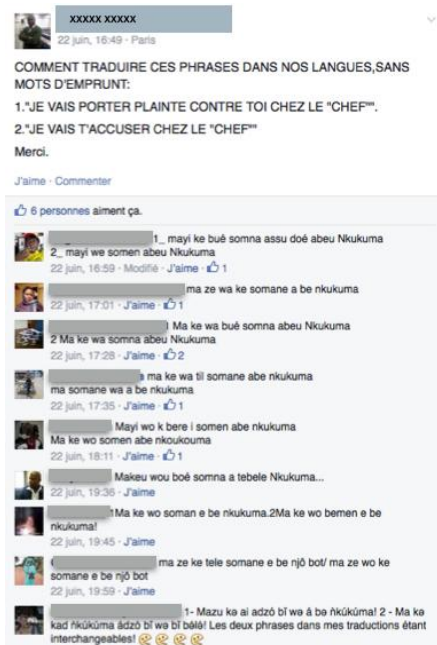 xxxxx xxxxx
22 juin, 16:49 · Paris
COMMENT TRADUIRE CES PHRASES DANS NOS LANGUES,SANS
MOTS D'EMPRUNT:
1."JE VAIS PORTER PLAINTE CONTRE TOI CHEZ LE "CHEF"".
2."JE VAIS T'ACCUSER CHEZ LE "CHEF""
Merci.
J'aime · Commenter
6 personnes aiment ça.
1_ mayi ke bué somna assu doé abeu Nkukuma
2_ mayi we somen abeu Nkukuma
22 juin, 16:59 · Modifié · J'aime · 1
ma ze wa ke somane a be nkukuma
22 juin, 17:01 · J'aime · 1
Ma ke wa bué somna abeu Nkukuma
2 Ma ke wa somna abeu Nkukuma
22 juin, 17:28 · J'aime · 2
ma ke wa til somane abe nkukuma
ma somane wa a be nkukuma
22 juin, 17:35 · J'aime · 1
Mayi wo k bere i somen abe nkukuma
Ma ke wo somen abe nkoukouma
22 juin, 18:11 · J'aime · 1
Makeu wou boé somna a tebele Nkukuma...
22 juin, 19:36 · J'aime
1Ma ke wo soman e be nkukuma.2Ma ke wo bemen e be
nkukuma!
22 juin, 19:45 · J'aime
ma ze ke tele somane e be njô bot/ ma ze wo ke
somane e be njô bot
22 juin, 19:59 · J'aime
1- Mazu kə ai adzó bĭ wə â bə ṅkúkúma! 2 - Ma kə
kad ṅkúkúma âdzó bĭ wə bĭ bəlé! Les deux phrases dans mes traductions étant
interchangeables!